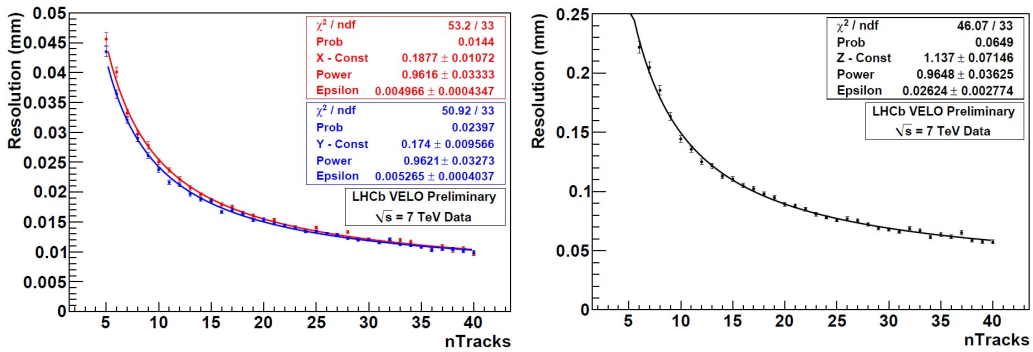 Resolution (mm)
0.05
0.045
0.04
0.035
0.03
0.025
0.02
0.015
0.01
0.005
0
χ² / ndf 53.2 / 33
Prob 0.0144
X - Const 0.1877 ± 0.01072
Power 0.9616 ± 0.03333
Epsilon 0.004966 ± 0.0004347
χ² / ndf 50.92 / 33
Prob 0.02397
Y - Const 0.174 ± 0.009566
Power 0.9621 ± 0.03273
Epsilon 0.005265 ± 0.0004037
LHCb VELO Preliminary
√s = 7 TeV Data
5 10 15 20 25 30 35 40
nTracks
Resolution (mm)
0.25
0.2
0.15
0.1
0.05
0
χ² / ndf 46.07 / 33
Prob 0.0649
Z - Const 1.137 ± 0.07146
Power 0.9648 ± 0.03625
Epsilon 0.02624 ± 0.002774
LHCb VELO Preliminary
√s = 7 TeV Data
5 10 15 20 25 30 35 40
nTracks